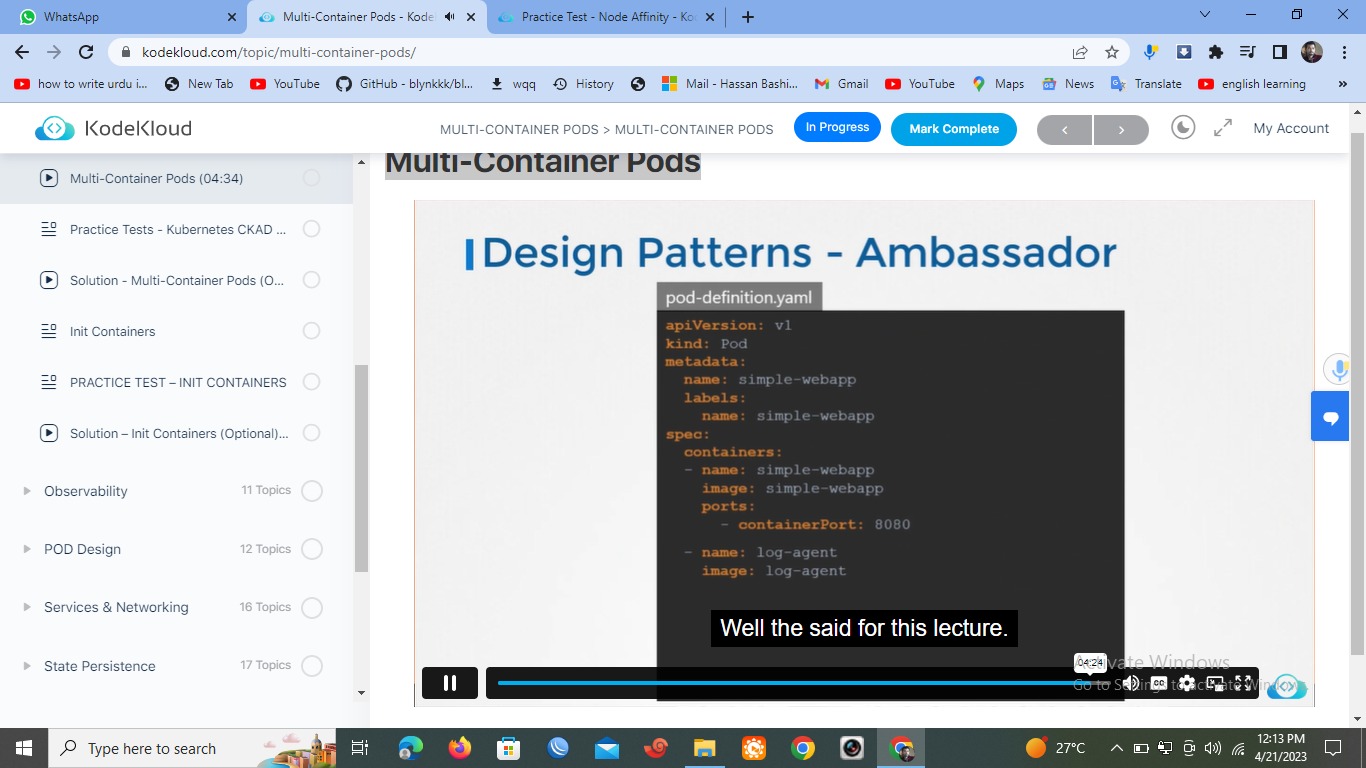 WhatsApp
Multi-Container Pods - Kodek
Practice Test - Node Affinity - Ko
kodekloud.com/topic/multi-container-pods/
how to write urdu i...
New Tab
YouTube
GitHub - blynkkk/bl...
wqq
History
Mail - Hassan Bashi...
Gmail
YouTube
Maps
News
Translate
english learning
KodeKloud
MULTI-CONTAINER PODS > MULTI-CONTAINER PODS
In Progress
Mark Complete
My Account
Multi-Container Pods (04:34)
Practice Tests - Kubernetes CKAD ...
Solution - Multi-Container Pods (O...
Init Containers
PRACTICE TEST – INIT CONTAINERS
Solution – Init Containers (Optional)...
Observability
11 Topics
POD Design
12 Topics
Services & Networking
16 Topics
State Persistence
17 Topics
Multi-Container Pods
Design Patterns - Ambassador
pod-definition.yaml
apiVersion: v1
kind: Pod
metadata:
name: simple-webapp
labels:
name: simple-webapp
spec:
containers:
- name: simple-webapp
image: simple-webapp
ports:
- containerPort: 8080
- name: log-agent
image: log-agent
Well the said for this lecture.
04:24
CC
Activate Windows
Go to Settings to activate Windows.
Type here to search
27°C
12:13 PM
4/21/2023